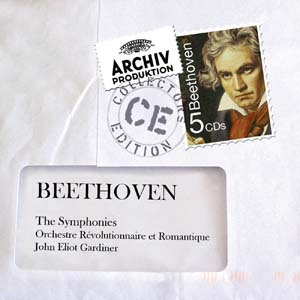 ARCHIV
PRODUKTION
COLLECTORS
CE
EDITION
Beethoven
5
CDs
BEETHOVEN
The Symphonies
Orchestre Révolutionnaire et Romantique
John Eliot Gardiner